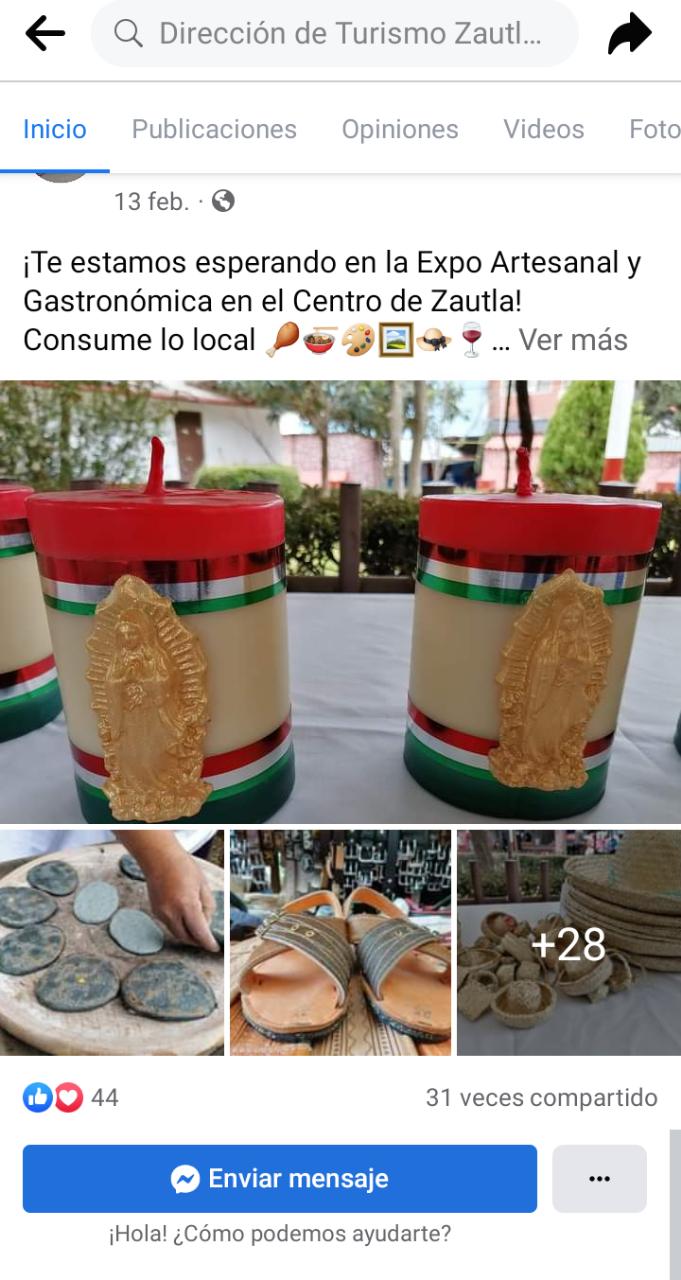 Dirección de Turismo Zautl...
Inicio Publicaciones Opiniones Videos Foto
13 feb. ·
¡Te estamos esperando en la Expo Artesanal y
Gastronómica en el Centro de Zautla!
Consume lo local 🍗🍜🎨🖼️👒🍷 ... Ver más
+28
44 31 veces compartido
Enviar mensaje
...
¡Hola! ¿Cómo podemos ayudarte?